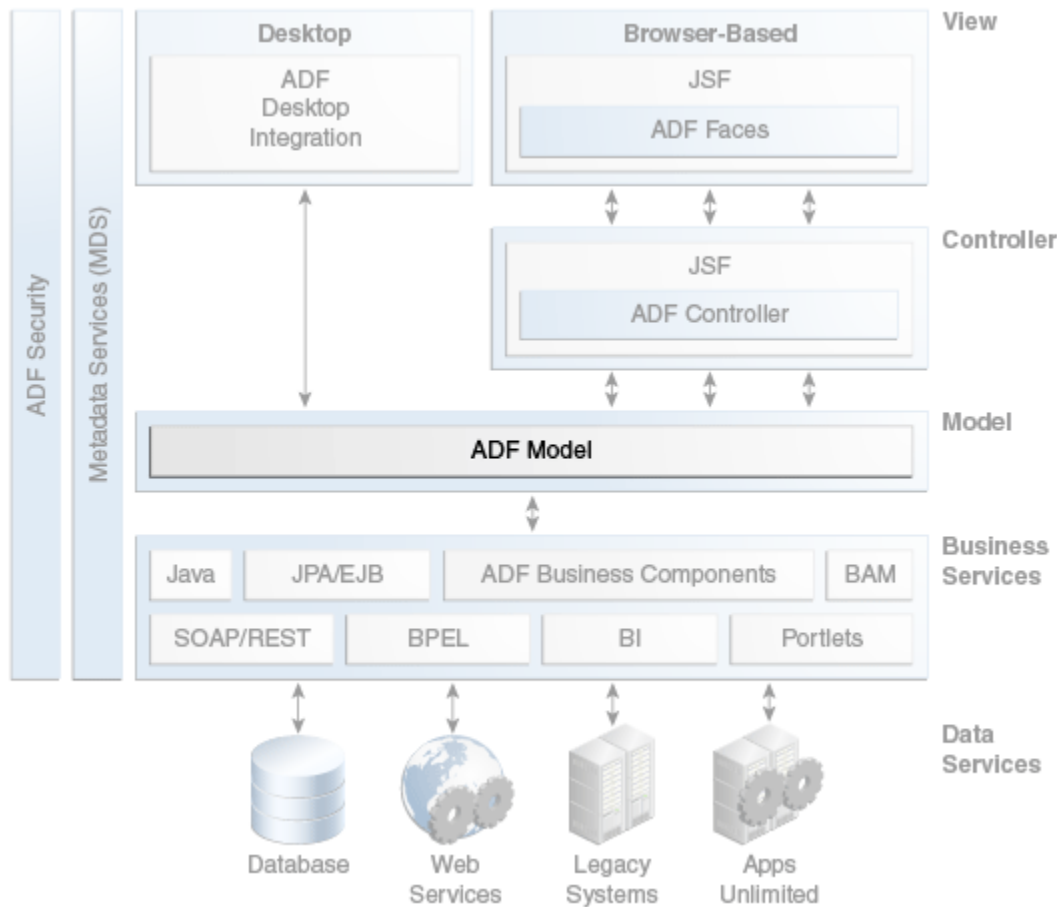 Desktop
ADF
Desktop
Integration
Browser-Based
JSF
ADF Faces
View
JSF
ADF Controller
Controller
ADF Security
Metadata Services (MDS)
ADF Model
Model
Java
JPA/EJB
ADF Business Components
BAM
SOAP/REST
BPEL
BI
Portlets
Business
Services
Database
Web
Services
Legacy
Systems
Apps
Unlimited
Data
Services